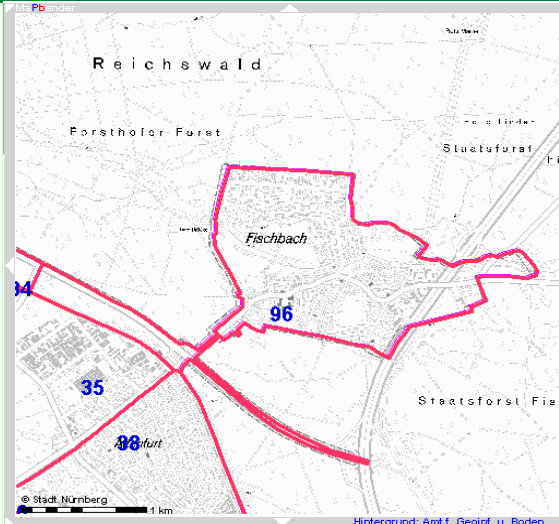 MaPbender
Reichswald
Forsthofer Forst
Staatsforst
Fischbach
34
96
35
38
Staatsforst Fis
© Stadt Nürnberg
1 km
Hintergrund: Amt f. Geoinf. u. Boden